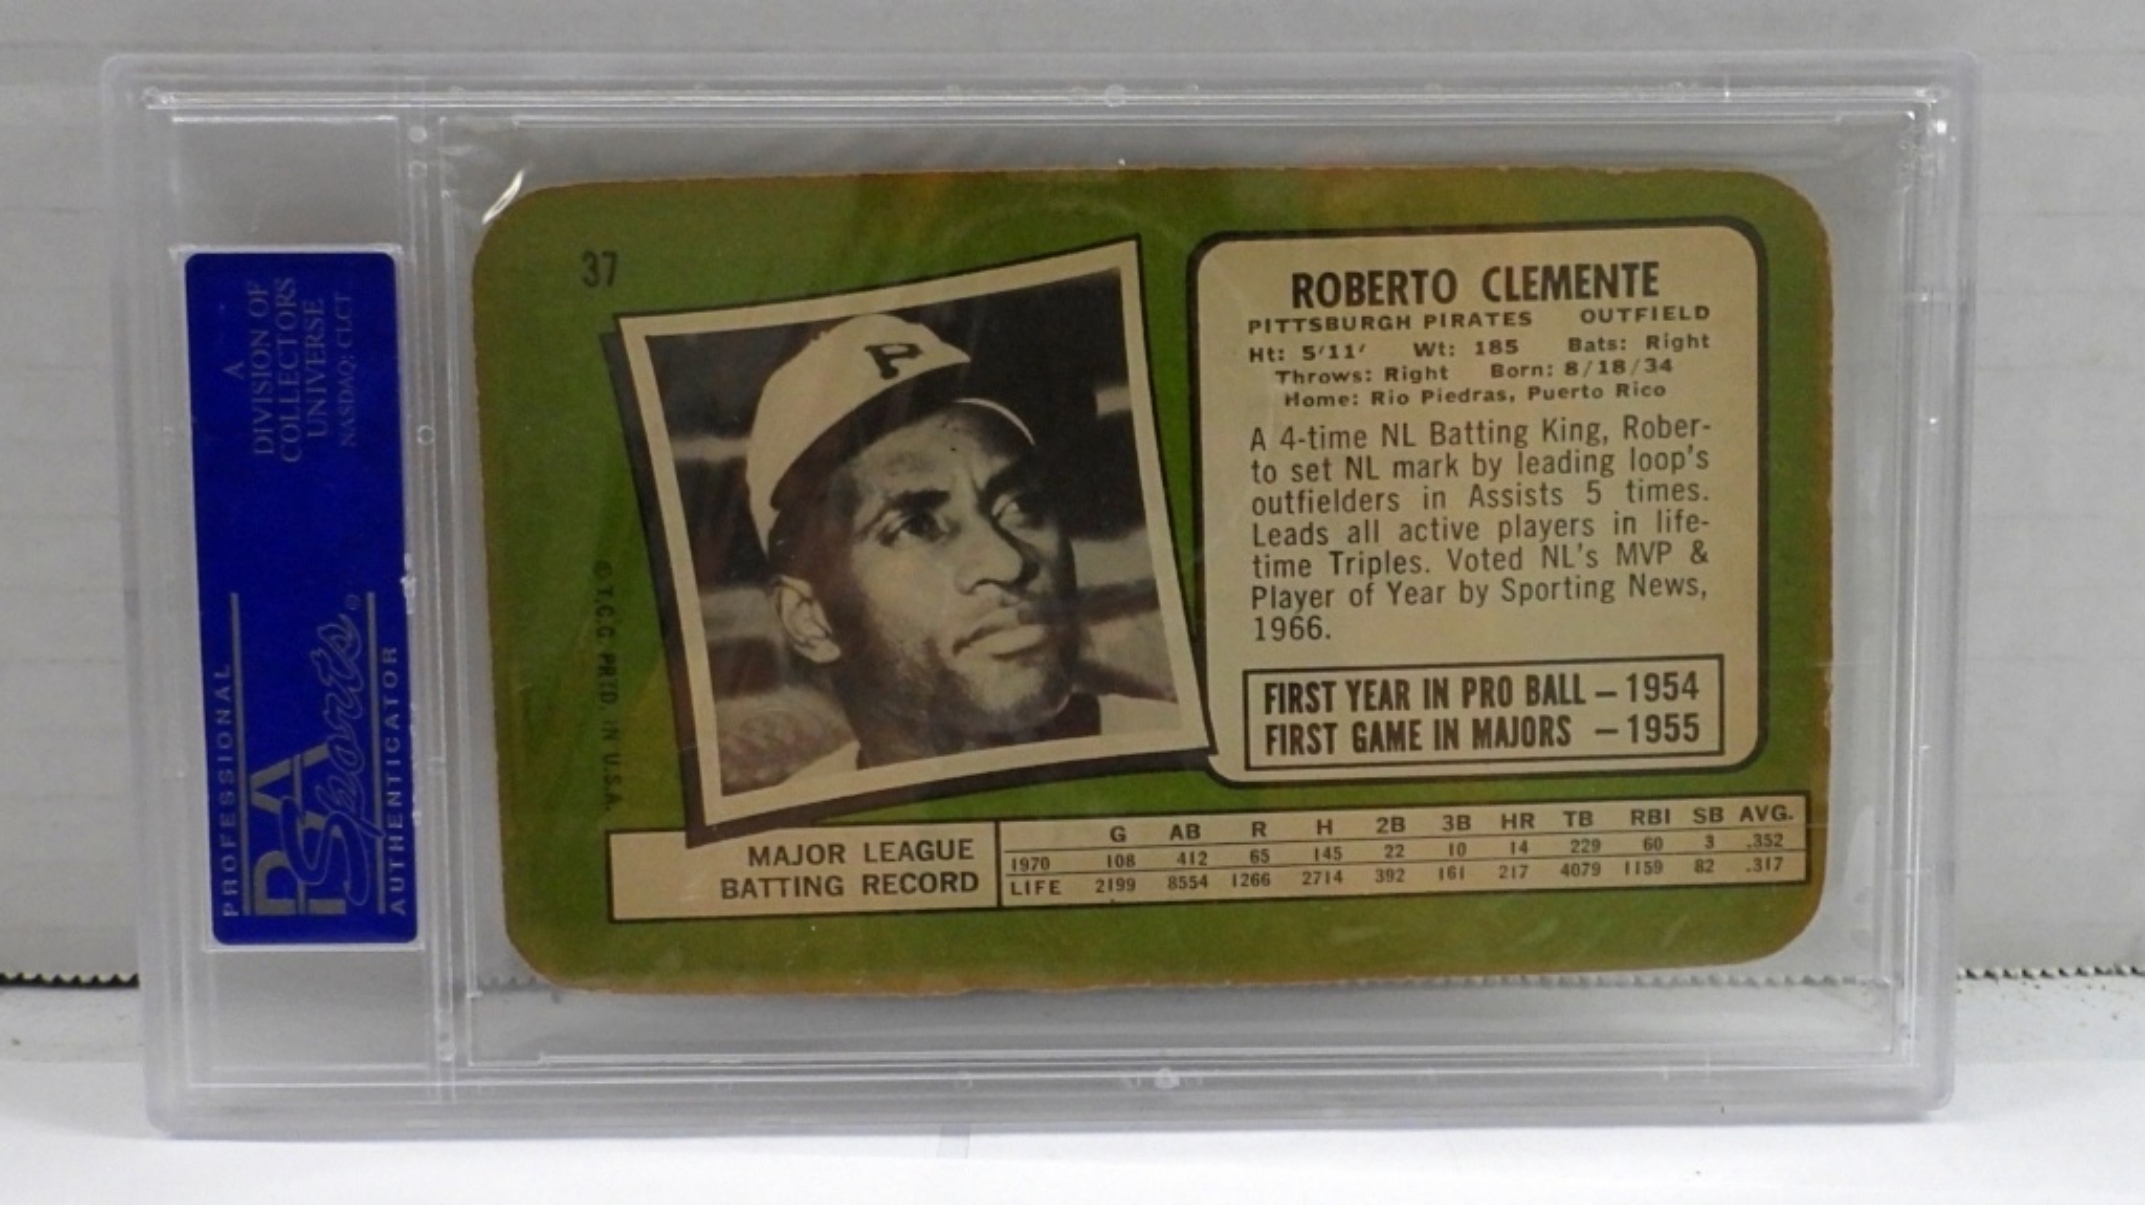 A
DIVISION OF
COLLECTORS
UNIVERSE
NASDAQ: CLCT
PROFESSIONAL
PSA
Sports®
AUTHENTICATOR
37
P
© T.C.G PRTD. IN U.S.A.
ROBERTO CLEMENTE
PITTSBURGH PIRATES OUTFIELD
Ht: 5'11' Wt: 185 Bats: Right
Throws: Right Born: 8/18/34
Home: Rio Piedras, Puerto Rico
A 4-time NL Batting King, Rober-
to set NL mark by leading loop's
outfielders in Assists 5 times.
Leads all active players in life-
time Triples. Voted NL's MVP &
Player of Year by Sporting News,
1966.
FIRST YEAR IN PRO BALL – 1954
FIRST GAME IN MAJORS – 1955
MAJOR LEAGUE
BATTING RECORD
G AB R H 2B 3B HR TB RBI SB AVG.
1970 108 412 65 145 22 10 14 229 60 3 .352
LIFE 2199 8554 1266 2714 392 161 217 4079 1159 82 .317